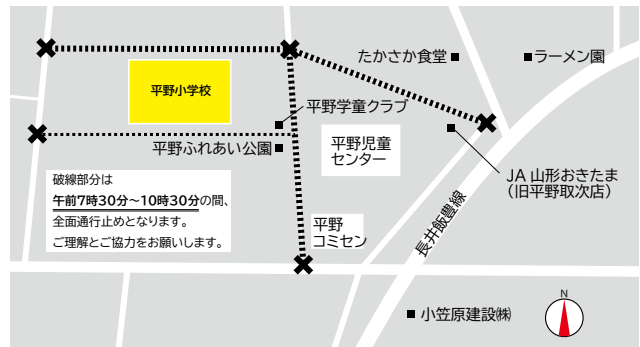 たかさか食堂
ラーメン園
平野小学校
平野学童クラブ
平野ふれあい公園
平野児童
センター
JA 山形おきたま
（旧平野取次店）
破線部分は
午前7時30分～10時30分の間、
全面通行止めとなります。
ご理解とご協力をお願いします。
平野
コミセン
長井飯豊線
小笠原建設㈱
N